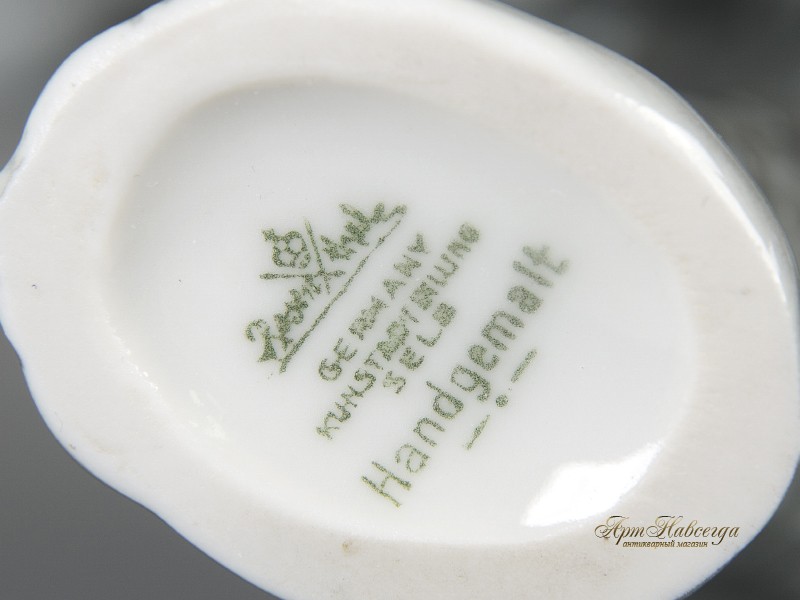 Rosenthal
GERMANY
KUNSTABTEILUNG
SELB
Handgemalt
АртНавсегда
антикварный магазин